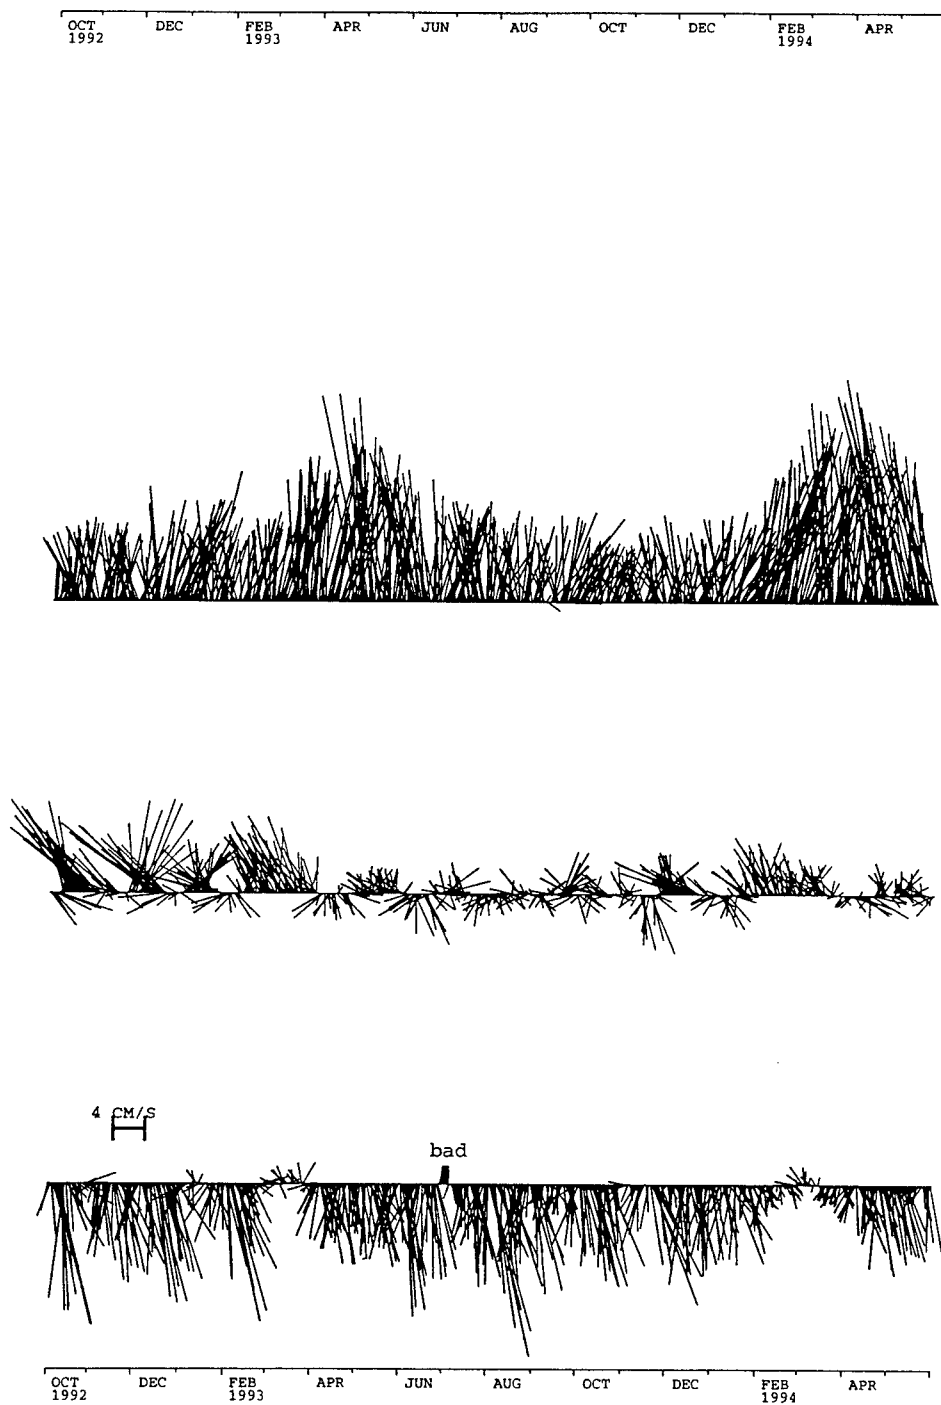 OCT DEC FEB APR JUN AUG OCT DEC FEB APR
1992 1993 1994
4 CM/S
bad
OCT DEC FEB APR JUN AUG OCT DEC FEB APR
1992 1993 1994